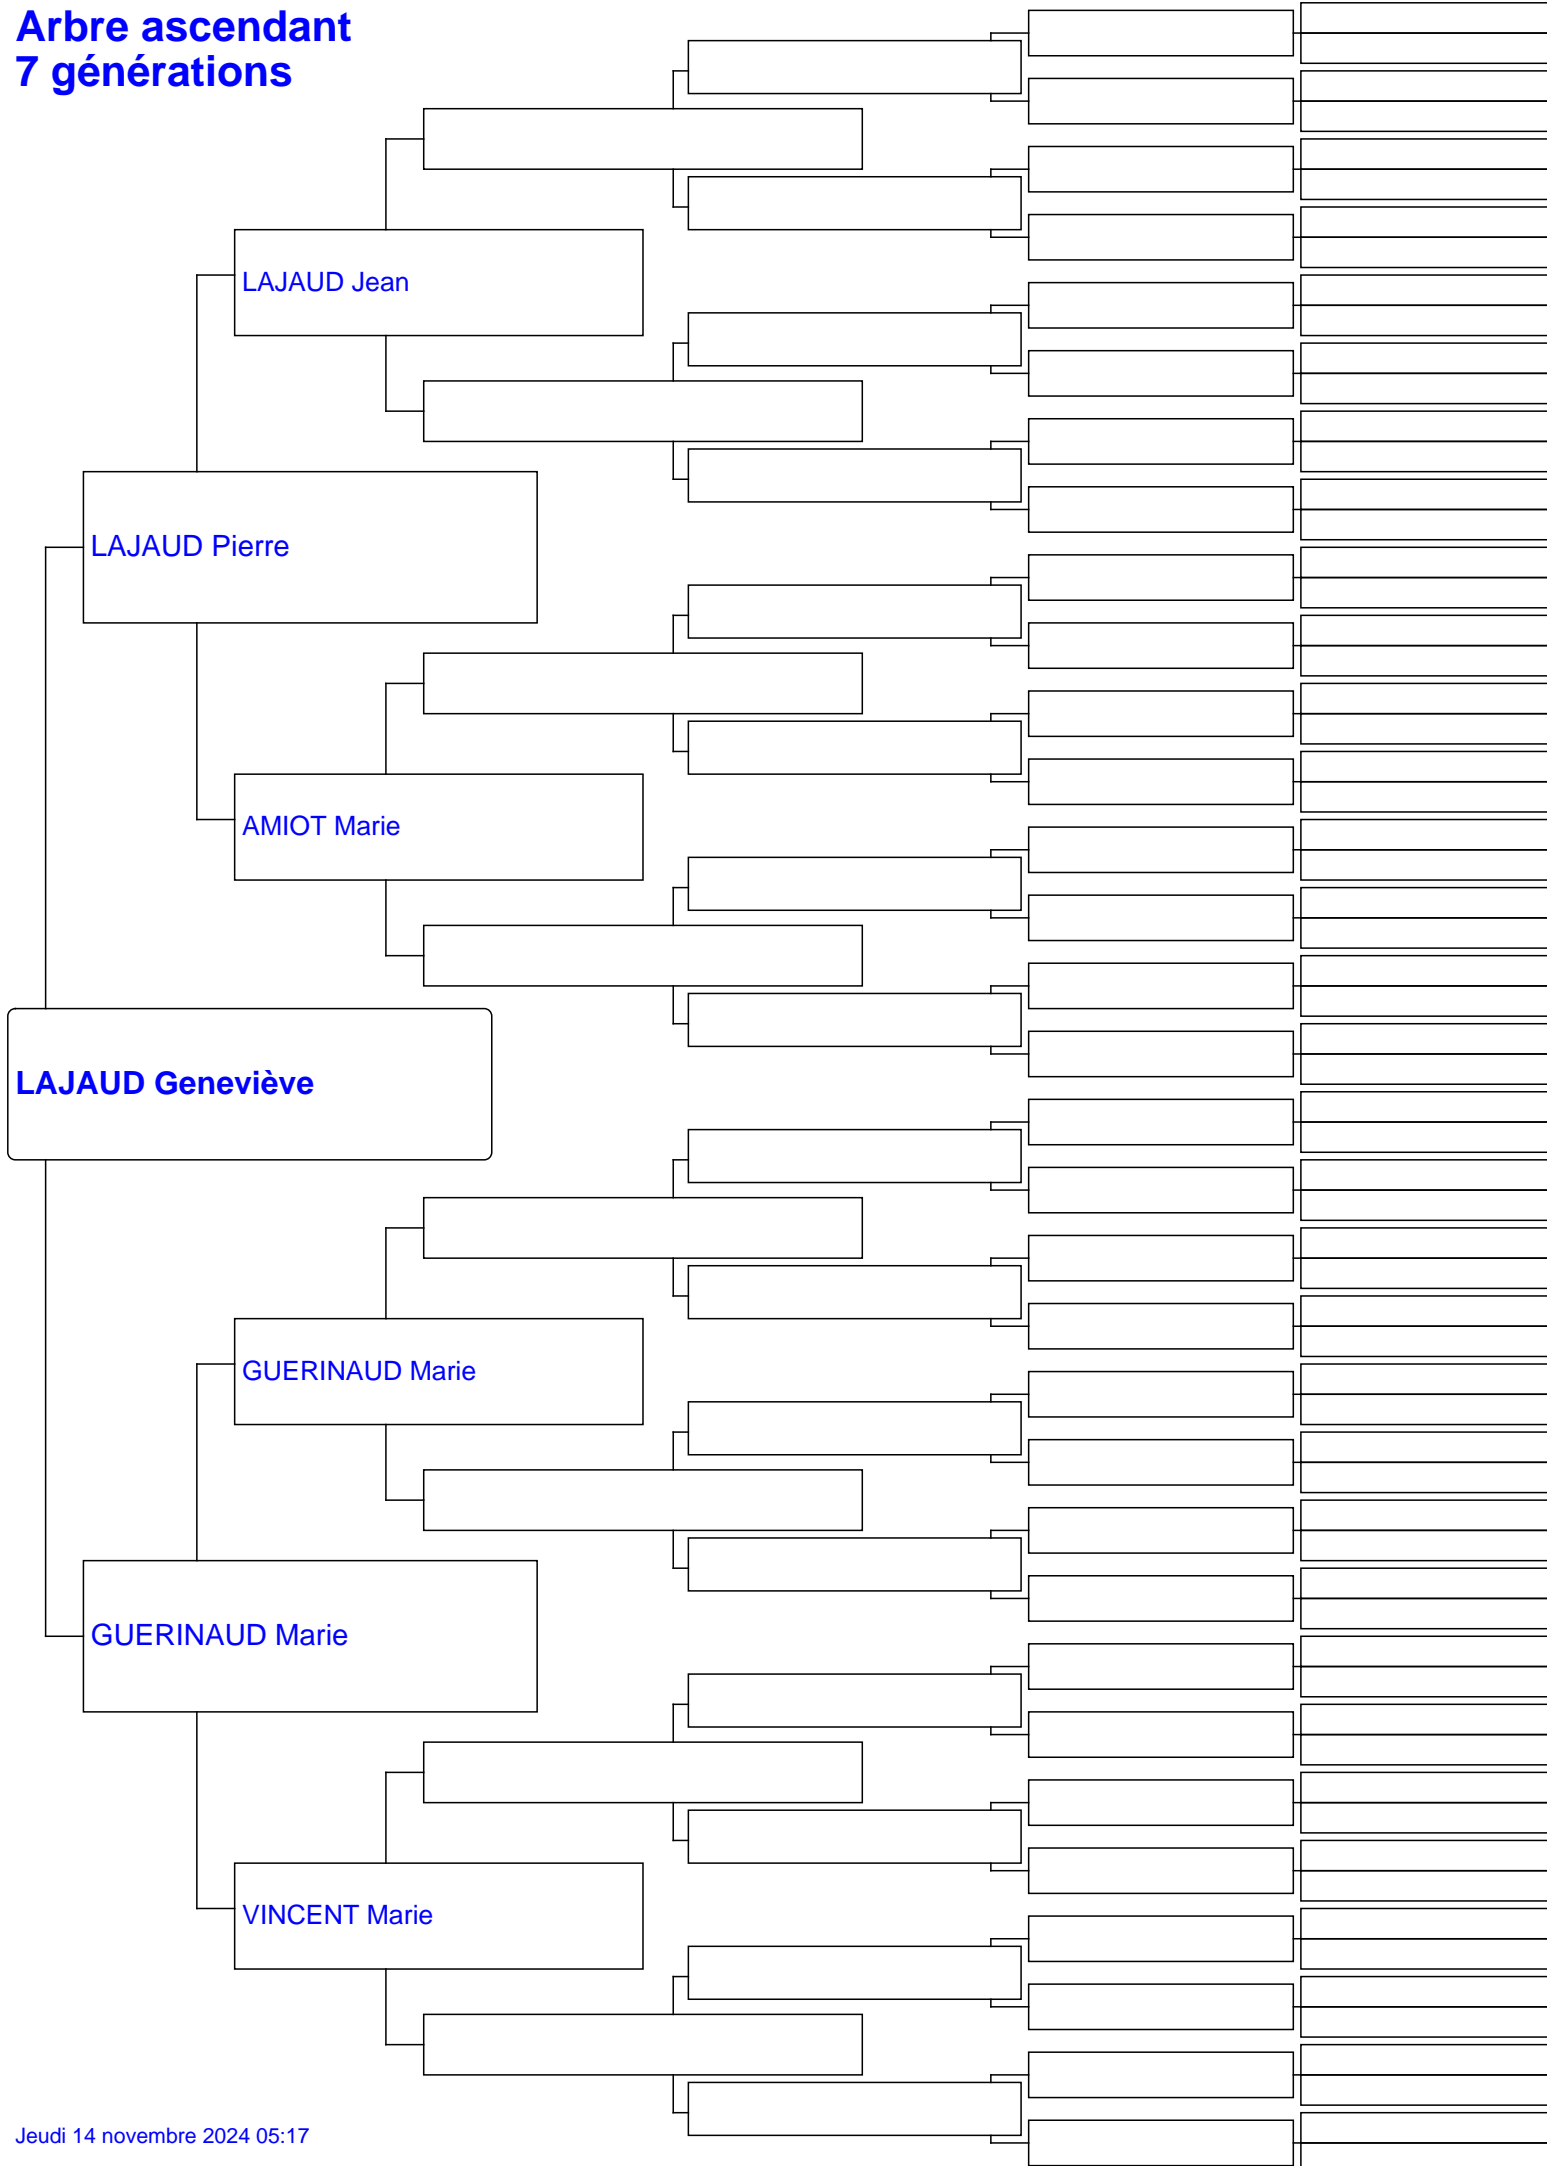 Arbre ascendant
7 générations
LAJAUD Jean
LAJAUD Pierre
AMIOT Marie
LAJAUD Geneviève
GUERINAUD Marie
GUERINAUD Marie
VINCENT Marie
Jeudi 14 novembre 2024 05:17